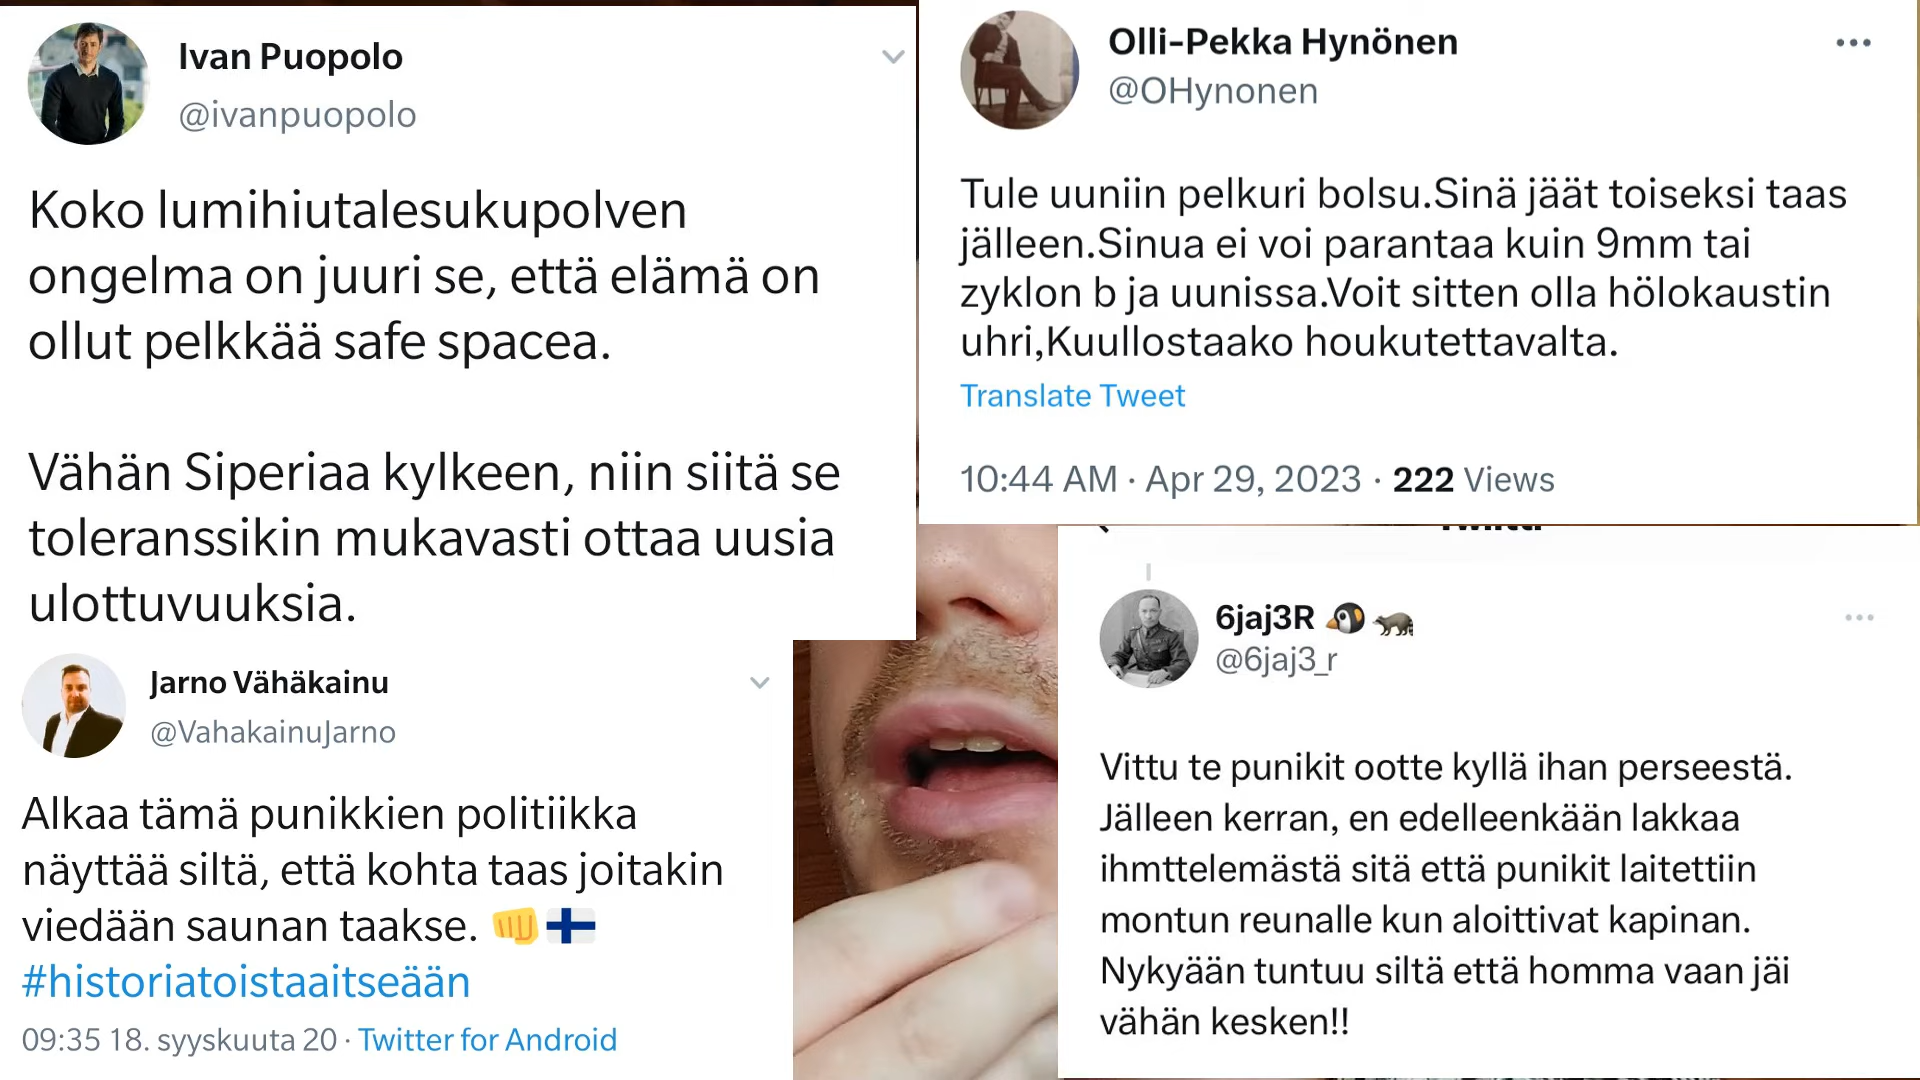 Ivan Puopolo
@ivanpuopolo
Koko lumihiutalesukupolven
ongelma on juuri se, että elämä on
ollut pelkkää safe spacea.
Vähän Siperiaa kylkeen, niin siitä se
toleranssikin mukavasti ottaa uusia
ulottuvuuksia.
Olli-Pekka Hynönen
@OHynonen
Tule uuniin pelkuri bolsu.Sinä jäät toiseksi taas
jälleen.Sinua ei voi parantaa kuin 9mm tai
zyklon b ja uunissa.Voit sitten olla hölokaustin
uhri,Kuullostaako houkutettavalta.
Translate Tweet
10:44 AM · Apr 29, 2023 · 222 Views
Jarno Vähäkainu
@VahakainuJarno
Alkaa tämä punikkien politiikka
näyttää siltä, että kohta taas joitakin
viedään saunan taakse. 👊🇫🇮
#historiatoistaaitseään
09:35 18. syyskuuta 20 · Twitter for Android
6jaj3R 🐧🦡
@6jaj3_r
Vittu te punikit ootte kyllä ihan perseestä.
Jälleen kerran, en edelleenkään lakkaa
ihmttelemästä sitä että punikit laitettiin
montun reunalle kun aloittivat kapinan.
Nykyään tuntuu siltä että homma vaan jäi
vähän kesken!!